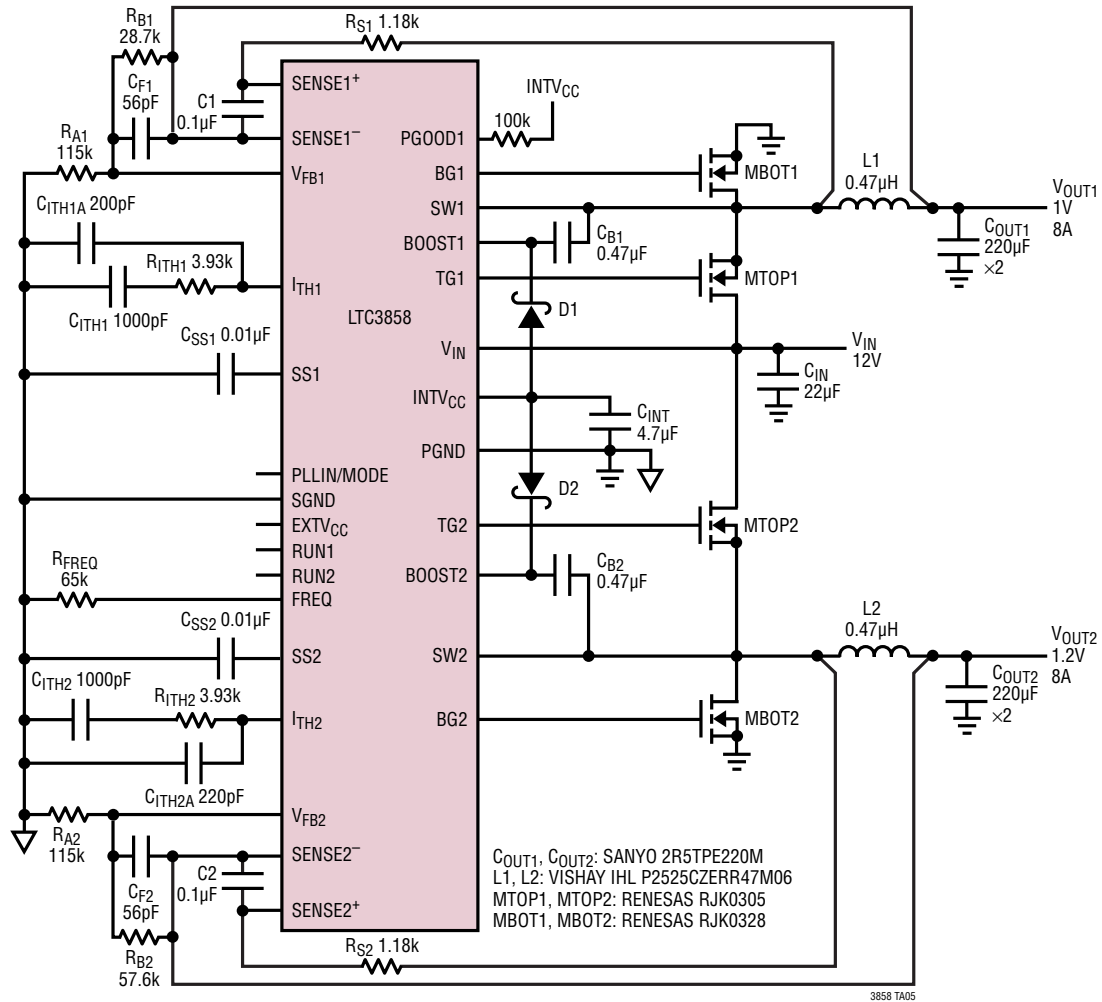 RB1
28.7k
RS1 1.18k
CF1
56pF
C1
0.1µF
RA1
115k
CITH1A 200pF
RITH1 3.93k
CITH1 1000pF
CSS1 0.01µF
RFREQ
65k
CSS2 0.01µF
CITH2 1000pF
RITH2 3.93k
CITH2A 220pF
RA2
115k
CF2
56pF
C2
0.1µF
RB2
57.6k
RS2 1.18k
SENSE1+
SENSE1–
VFB1
ITH1
LTC3858
SS1
PLLIN/MODE
SGND
EXTVCC
RUN1
RUN2
FREQ
SS2
ITH2
VFB2
SENSE2–
SENSE2+
PGOOD1
BG1
SW1
BOOST1
TG1
VIN
INTVCC
PGND
TG2
BOOST2
SW2
BG2
INTVCC
100k
MBOT1
L1
0.47µH
VOUT1
1V
8A
COUT1
220µF
×2
CB1
0.47µF
MTOP1
D1
VIN
12V
CIN
22µF
CINT
4.7µF
D2
MTOP2
CB2
0.47µF
L2
0.47µH
VOUT2
1.2V
8A
COUT2
220µF
×2
MBOT2
COUT1, COUT2: SANYO 2R5TPE220M
L1, L2: VISHAY IHL P2525CZERR47M06
MTOP1, MTOP2: RENESAS RJK0305
MBOT1, MBOT2: RENESAS RJK0328
3858 TA05